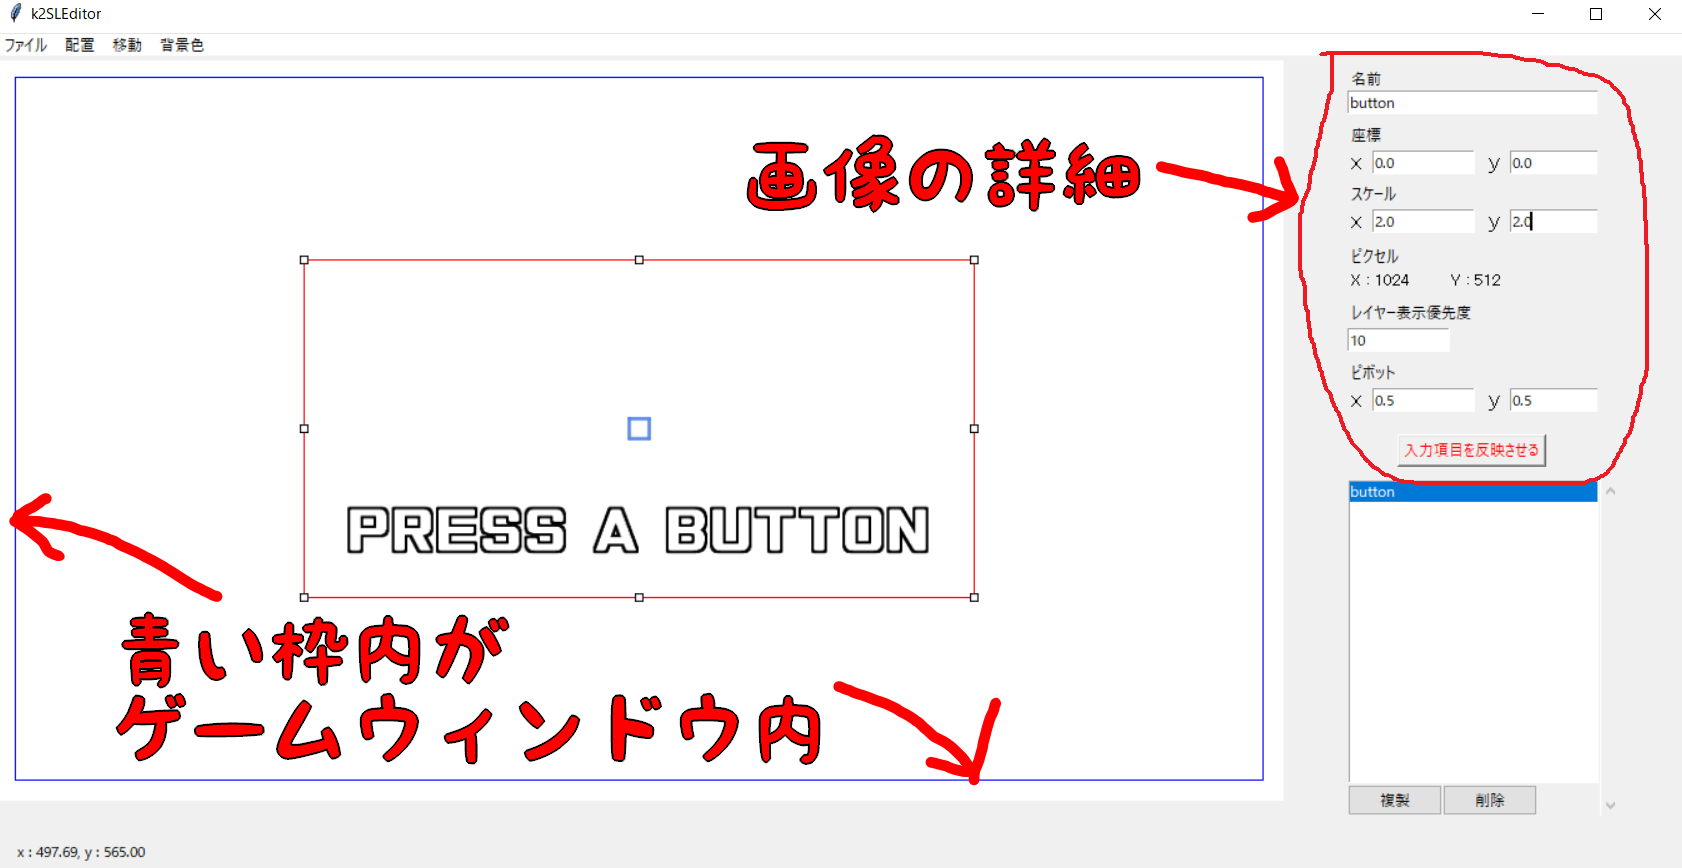 k2SLEditor
ファイル 配置 移動 背景色
名前
button
座標
x 0.0 y 0.0
スケール
x 2.0 y 2.0
ピクセル
X : 1024 Y : 512
レイヤー表示優先度
10
ピボット
x 0.5 y 0.5
入力項目を反映させる
button
複製 削除
画像の詳細
PRESS A BUTTON
青い枠内が
ゲームウィンドウ内
x : 497.69, y : 565.00